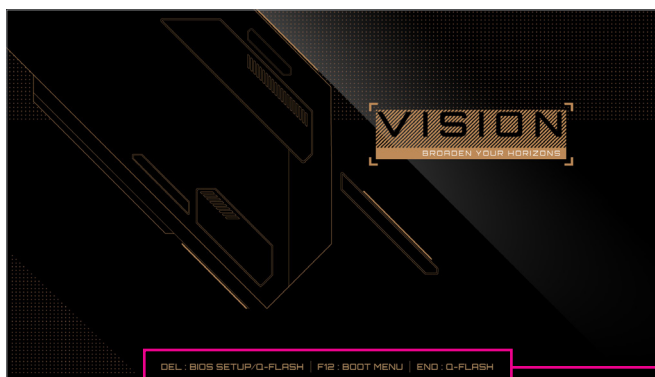 VISION
BROADEN YOUR HORIZONS
DEL : BIOS SETUP/Q-FLASH | F12 : BOOT MENU | END : Q-FLASH